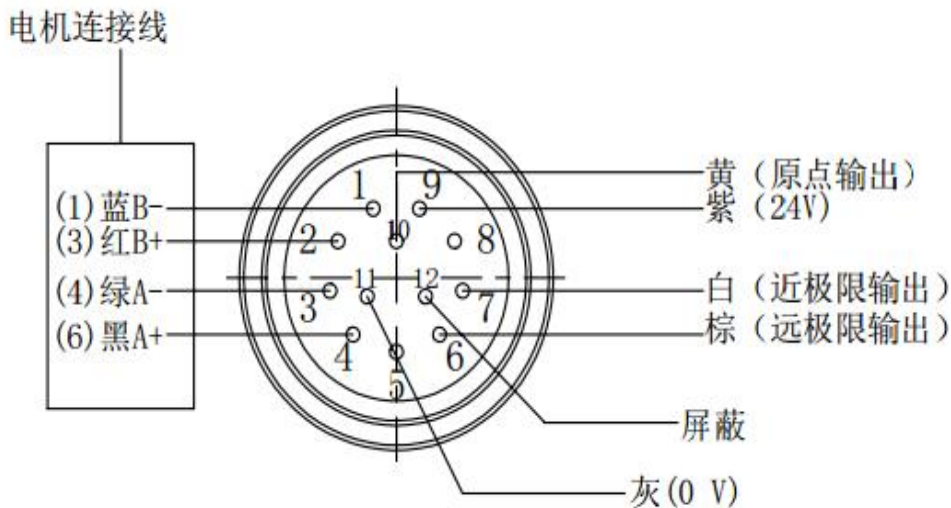 电机连接线
(1)蓝B-
(3)红B+
(4)绿A-
(6)黑A+
1
9
2
10
8
11
12
3
7
4
6
5
黄（原点输出）
紫（24V）
白（近极限输出）
棕（远极限输出）
屏蔽
灰(0 V)